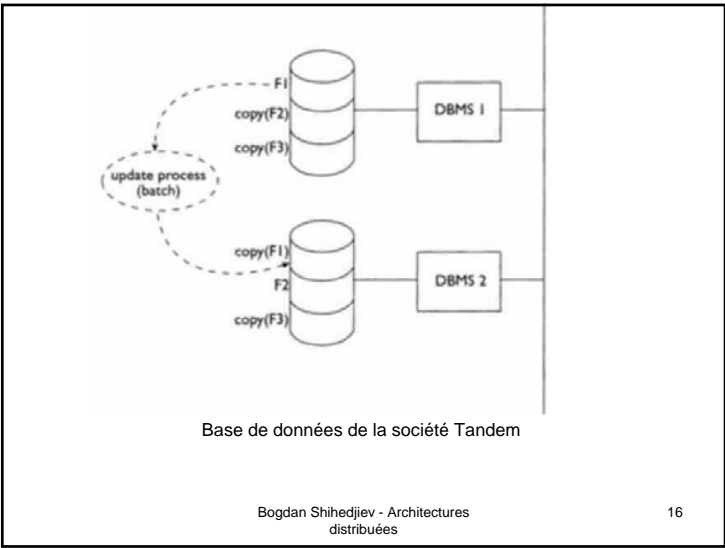 F1
copy(F2)
copy(F3)
DBMS 1
update process
(batch)
copy(F1)
F2
copy(F3)
DBMS 2
Base de données de la société Tandem
Bogdan Shihedjiev - Architectures
distribuées
16